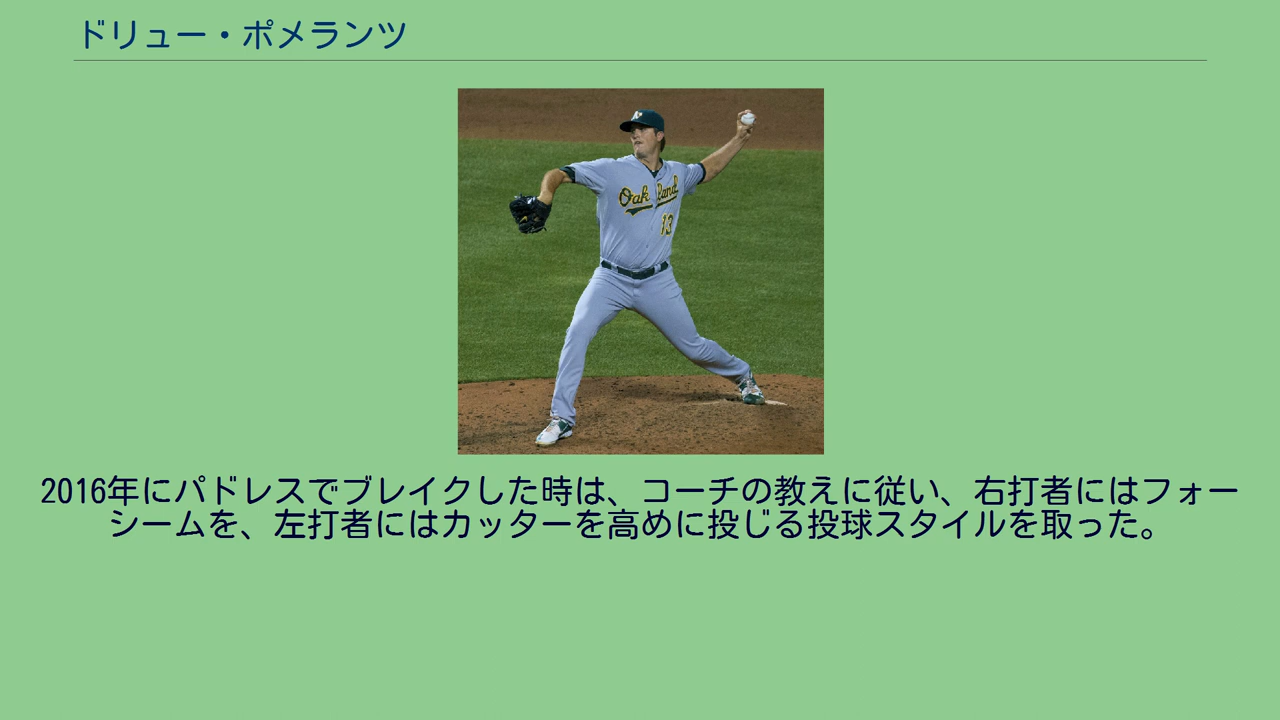 ドリュー・ポメランツ
A's
Oakland
13
2016年にパドレスでブレイクした時は、コーチの教えに従い、右打者にはフォー
シームを、左打者にはカッターを高めに投じる投球スタイルを取った。